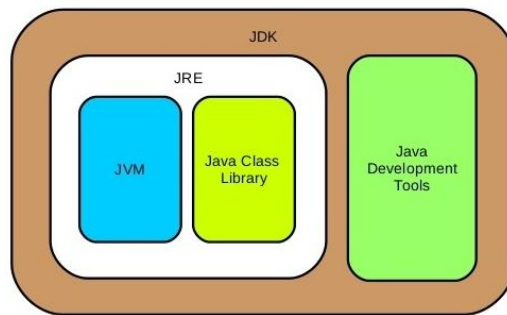 JDK
JRE
JVM
Java Class
Library
Java
Development
Tools